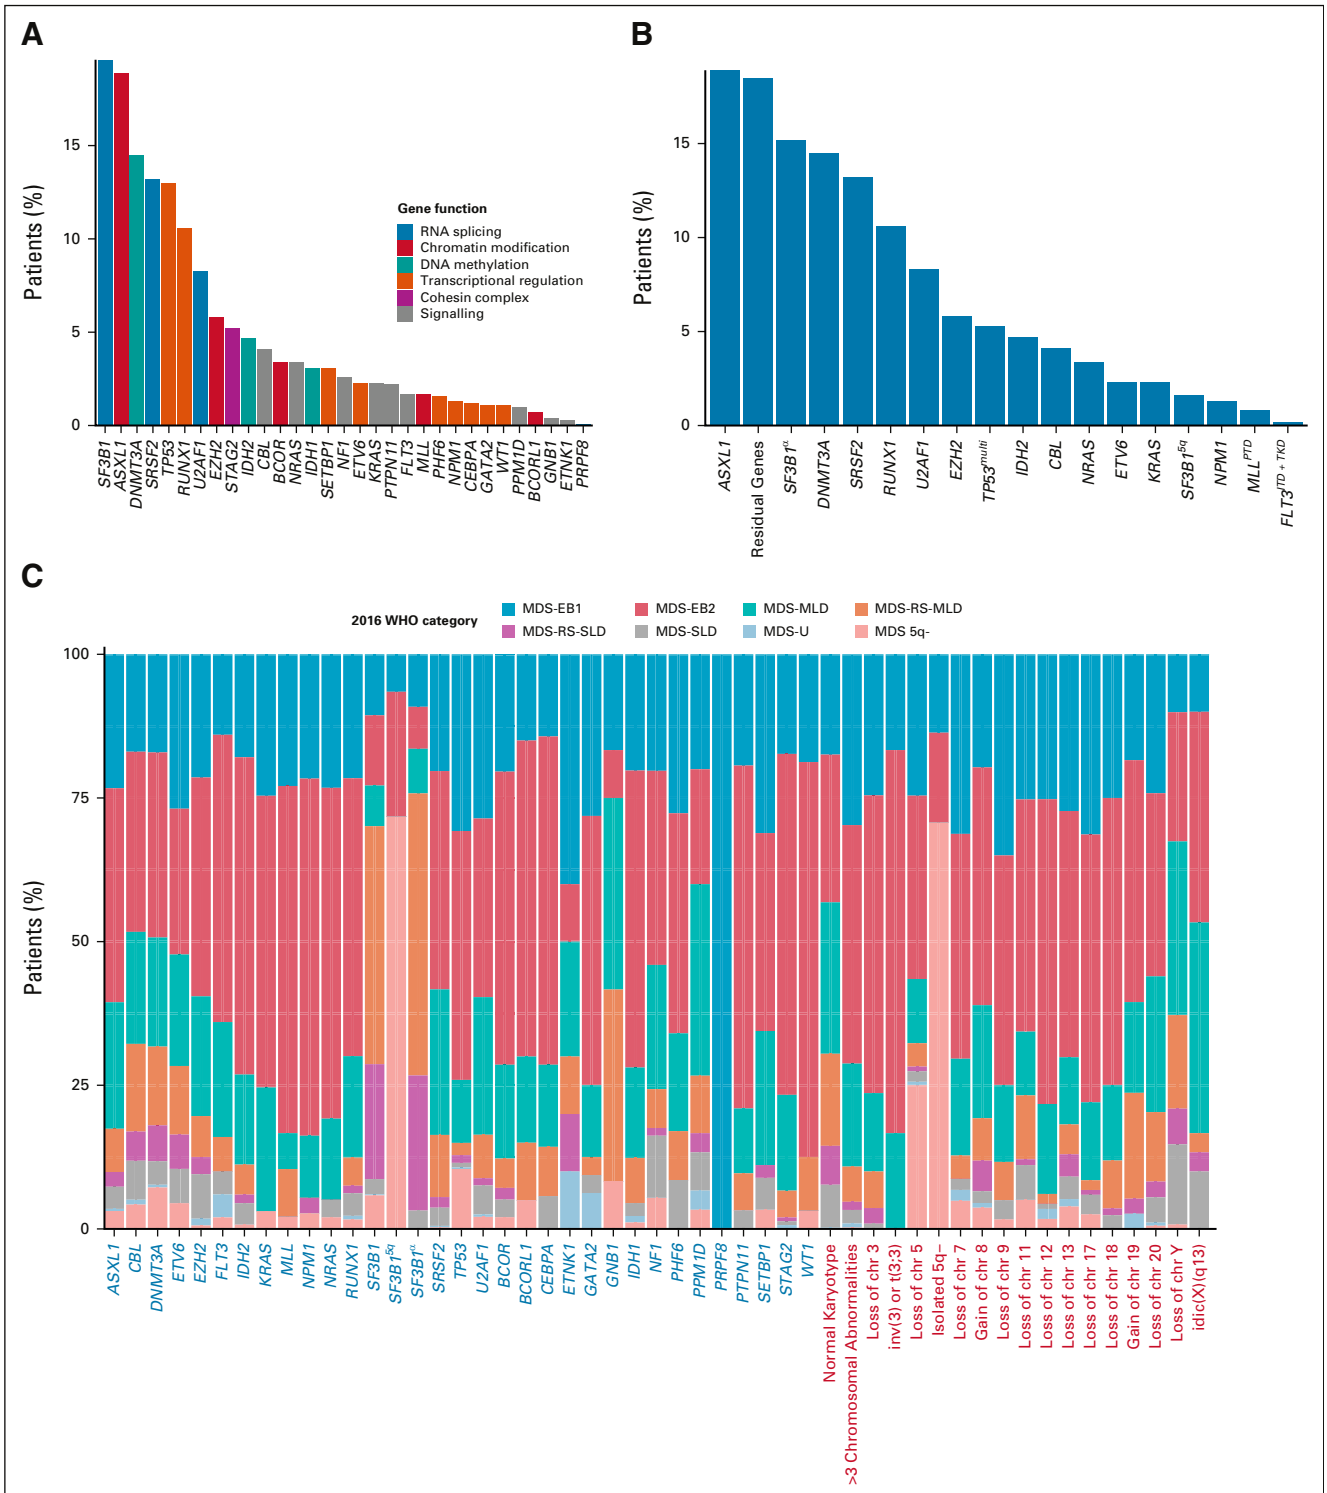 A
Patients (%)
15
10
5
0
Gene function
RNA splicing
Chromatin modification
DNA methylation
Transcriptional regulation
Cohesin complex
Signalling
SF3B1
ASXL1
DNMT3A
SRSF2
TP53
RUNX1
U2AF1
EZH2
STAG2
IDH2
CBL
BCOR
NRAS
IDH1
SETBP1
NF1
ETV6
KRAS
PTPN11
FLT3
MLL
PHF6
NPM1
CEBPA
GATA2
WT1
PPM1D
BCORL1
GNB1
ETNK1
PRPF8
B
Patients (%)
15
10
5
0
ASXL1
Residual Genes
SF3B1α
DNMT3A
SRSF2
RUNX1
U2AF1
EZH2
TP53multi
IDH2
CBL
NRAS
ETV6
KRAS
SF3B15q
NPM1
MLLPTD
FLT3ITD + TKD
C
2016 WHO category
MDS-EB1
MDS-EB2
MDS-MLD
MDS-RS-MLD
MDS-RS-SLD
MDS-SLD
MDS-U
MDS 5q-
Patients (%)
100
75
50
25
0
ASXL1
CBL
DNMT3A
ETV6
EZH2
FLT3
IDH2
KRAS
MLL
NPM1
NRAS
RUNX1
SF3B1
SF3B15q
SF3B1α
SRSF2
TP53
U2AF1
BCOR
BCORL1
CEBPA
ETNK1
GATA2
GNB1
IDH1
NF1
PHF6
PPM1D
PRPF8
PTPN11
SETBP1
STAG2
WT1
Normal Karyotype
>3 Chromosomal Abnormalities
Loss of chr 3
inv(3) or t(3;3)
Loss of chr 5
Isolated 5q–
Loss of chr 7
Gain of chr 8
Loss of chr 9
Loss of chr 11
Loss of chr 12
Loss of chr 13
Loss of chr 17
Loss of chr 18
Gain of chr 19
Loss of chr 20
Loss of chr Y
idic(X)(q13)